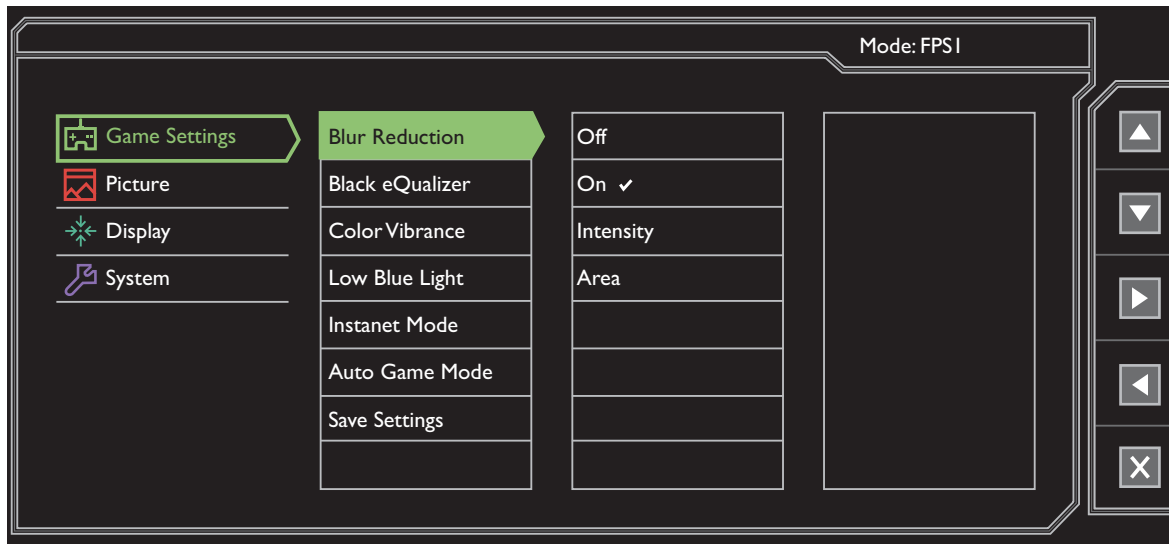 Mode: FPS1
Game Settings
Picture
Display
System
Blur Reduction
Black eQualizer
Color Vibrance
Low Blue Light
Instanet Mode
Auto Game Mode
Save Settings
Off
On ✔
Intensity
Area